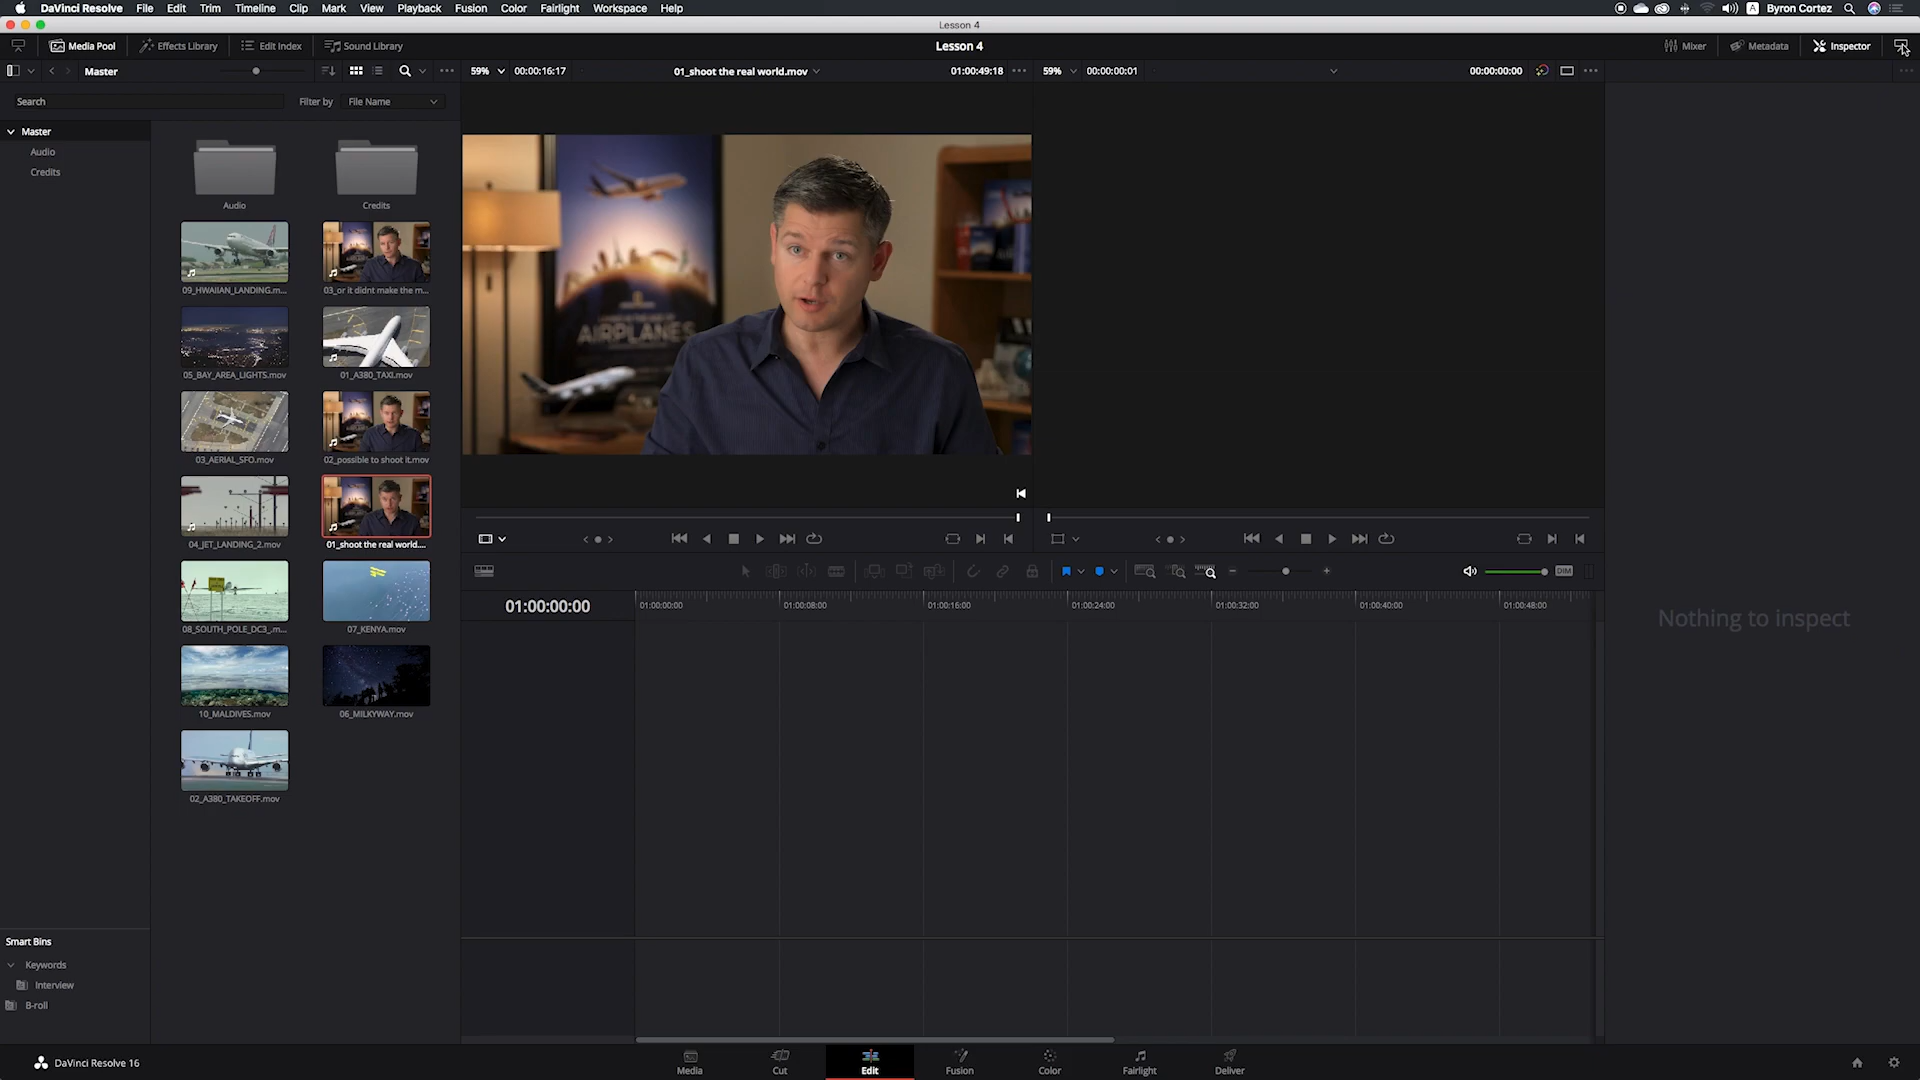 DaVinci Resolve File Edit Trim Timeline Clip Mark View Playback Fusion Color Fairlight Workspace Help A Byron Cortez
Lesson 4
Media Pool Effects Library Edit Index Sound Library Lesson 4 Mixer Metadata Inspector
Master 59% 00:00:16:17 01_shoot the real world.mov 01:00:49:18 59% 00:00:00:01 00:00:00:00
Search Filter by File Name
Master
Audio
Credits
Audio Credits
09_HWAIIAN_LANDING.m... 03_or it didnt make the m...
05_BAY_AREA_LIGHTS.mov 01_A380_TAXI.mov
03_AERIAL_SFO.mov 02_possible to shoot it.mov
04_JET_LANDING_2.mov 01_shoot the real world....
08_SOUTH_POLE_DC3_.m... 07_KENYA.mov
10_MALDIVES.mov 06_MILKYWAY.mov
02_A380_TAKEOFF.mov
AIRPLANES
DIM
01:00:00:00 01:00:00:00 01:00:08:00 01:00:16:00 01:00:24:00 01:00:32:00 01:00:40:00 01:00:48:00
Nothing to inspect
Smart Bins
Keywords
Interview
B-roll
DaVinci Resolve 16 Media Cut Edit Fusion Color Fairlight Deliver